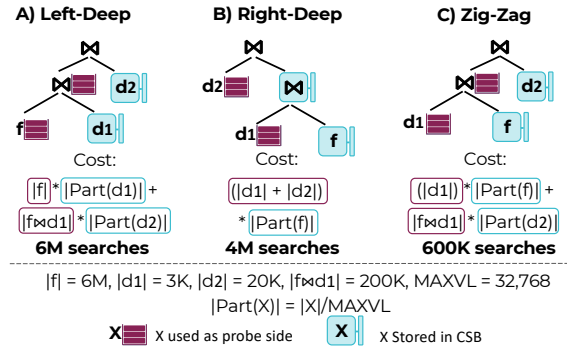 A) Left-Deep B) Right-Deep C) Zig-Zag
⋈ ⋈ ⋈
⋈ d2 d2 ⋈ ⋈ d2
f d1 d1 f d1 f
Cost: Cost: Cost:
|f| * |Part(d1)| + (|d1| + |d2|) (|d1|) * |Part(f)| +
|f⋈d1| * |Part(d2)| * |Part(f)| |f⋈d1| * |Part(d2)|
6M searches 4M searches 600K searches
|f| = 6M, |d1| = 3K, |d2| = 20K, |f⋈d1| = 200K, MAXVL = 32,768
|Part(X)| = |X|/MAXVL
X X used as probe side X X Stored in CSB